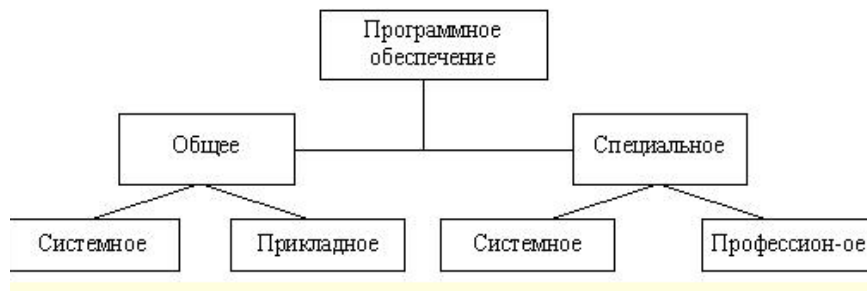 Программное
обеспечение
Общее
Специальное
Системное
Прикладное
Системное
Профессион-ое